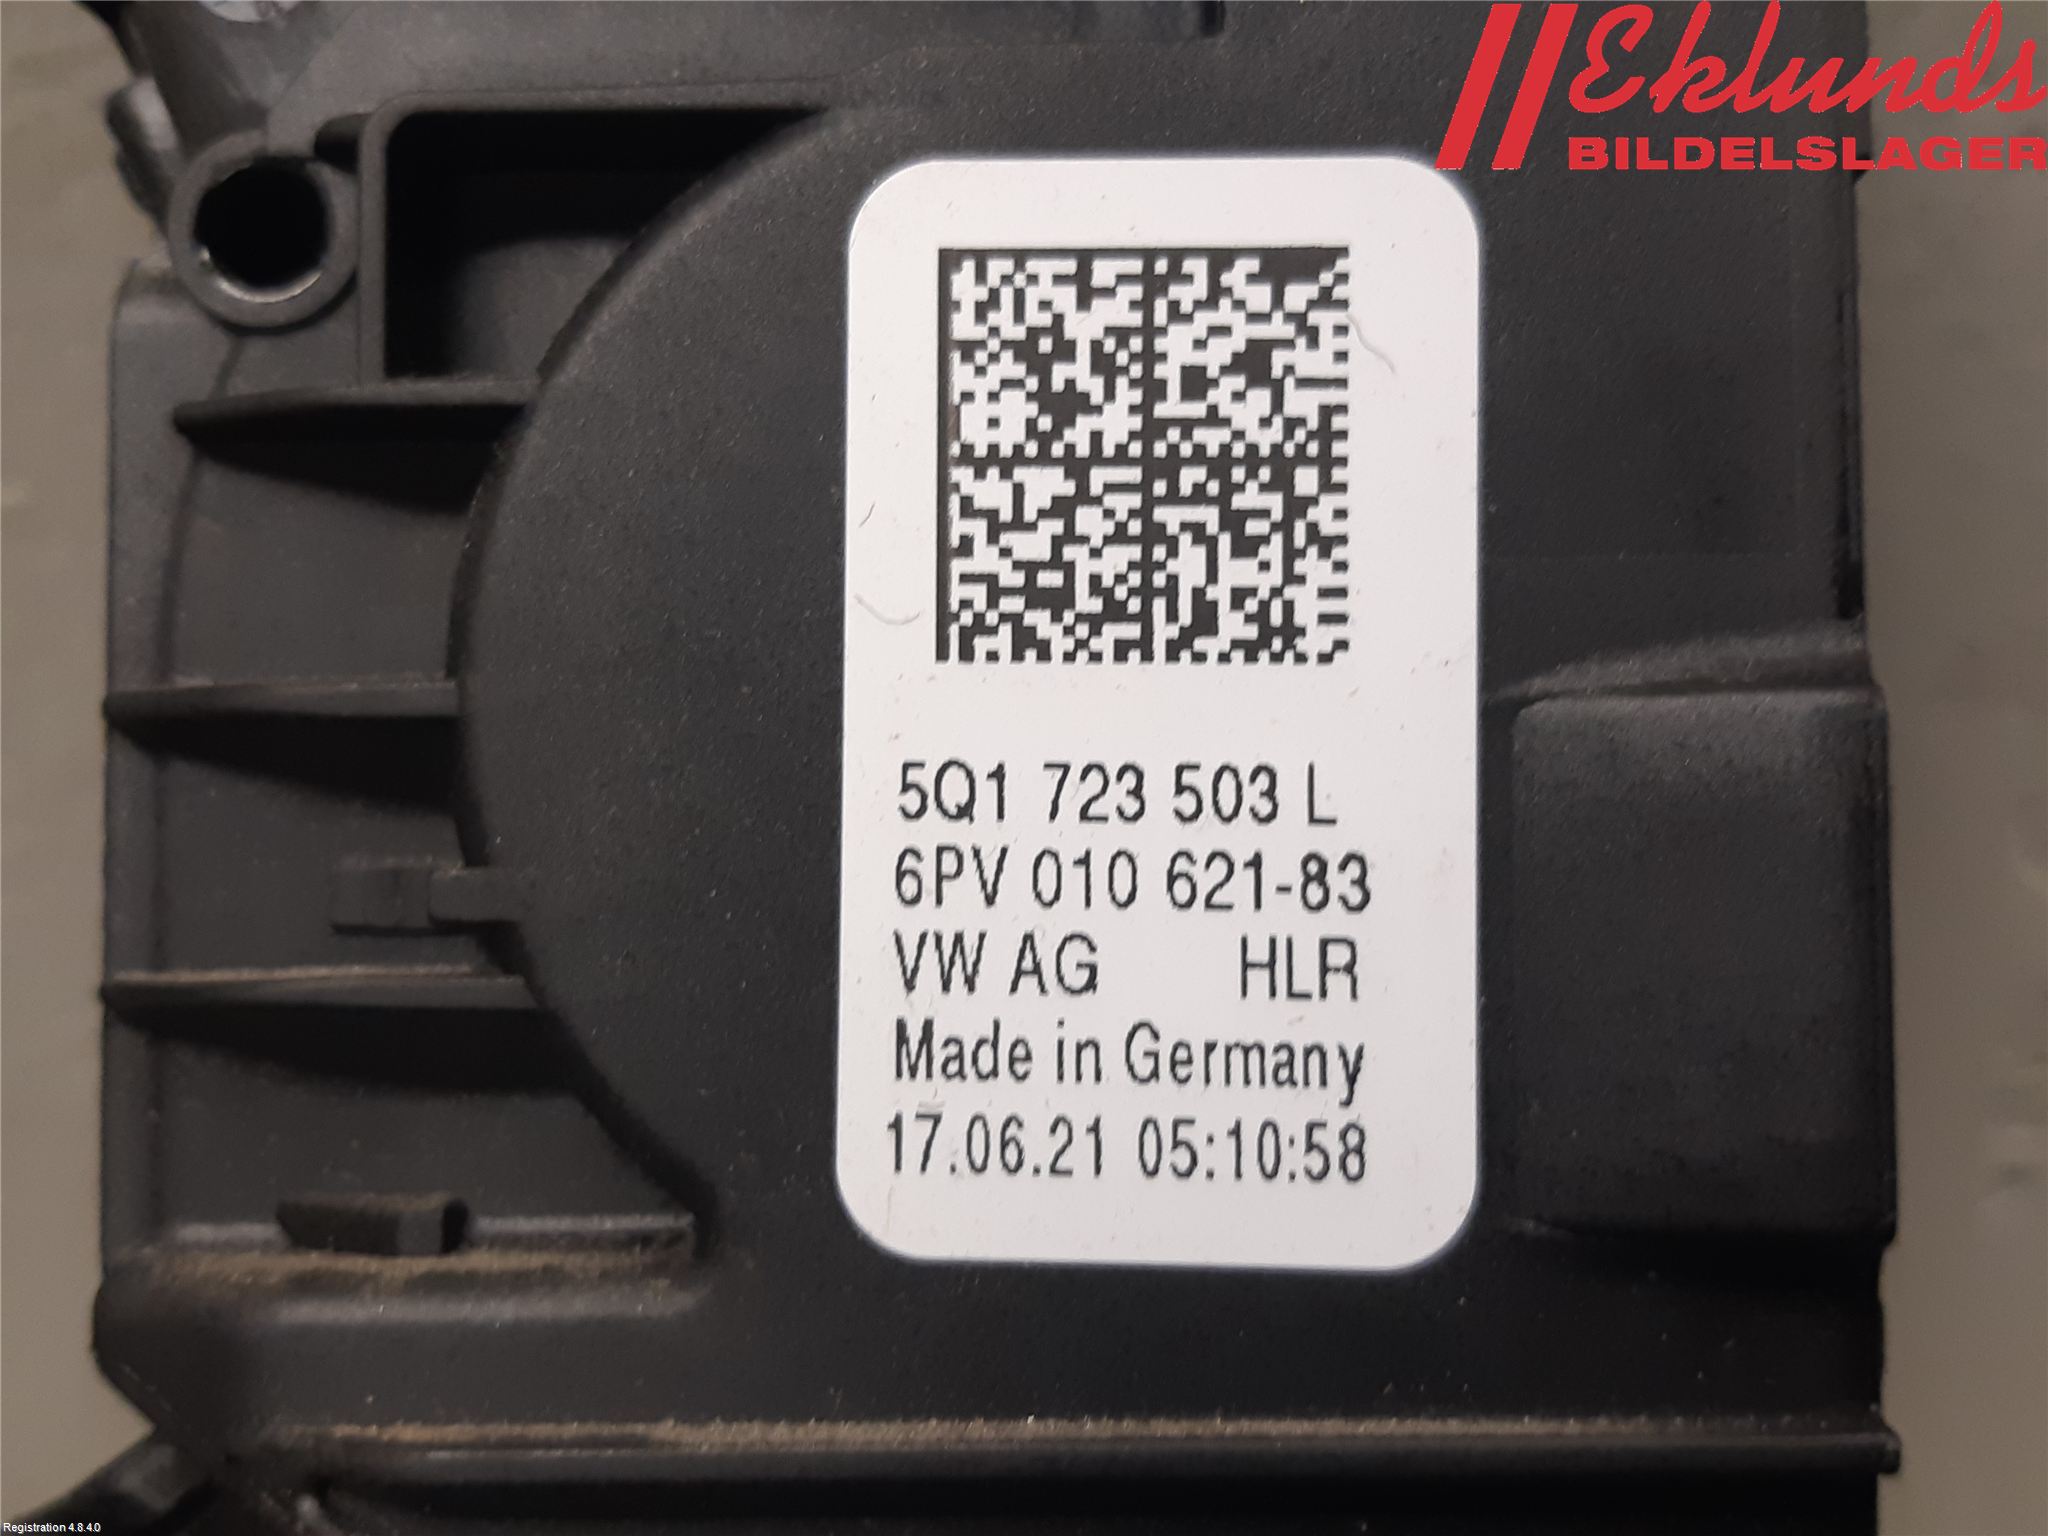 Eklunds
BILDELSLAGER
5Q1 723 503 L
6PV 010 621-83
VW AG HLR
Made in Germany
17.06.21 05:10:58
Registration 4.8.4.0